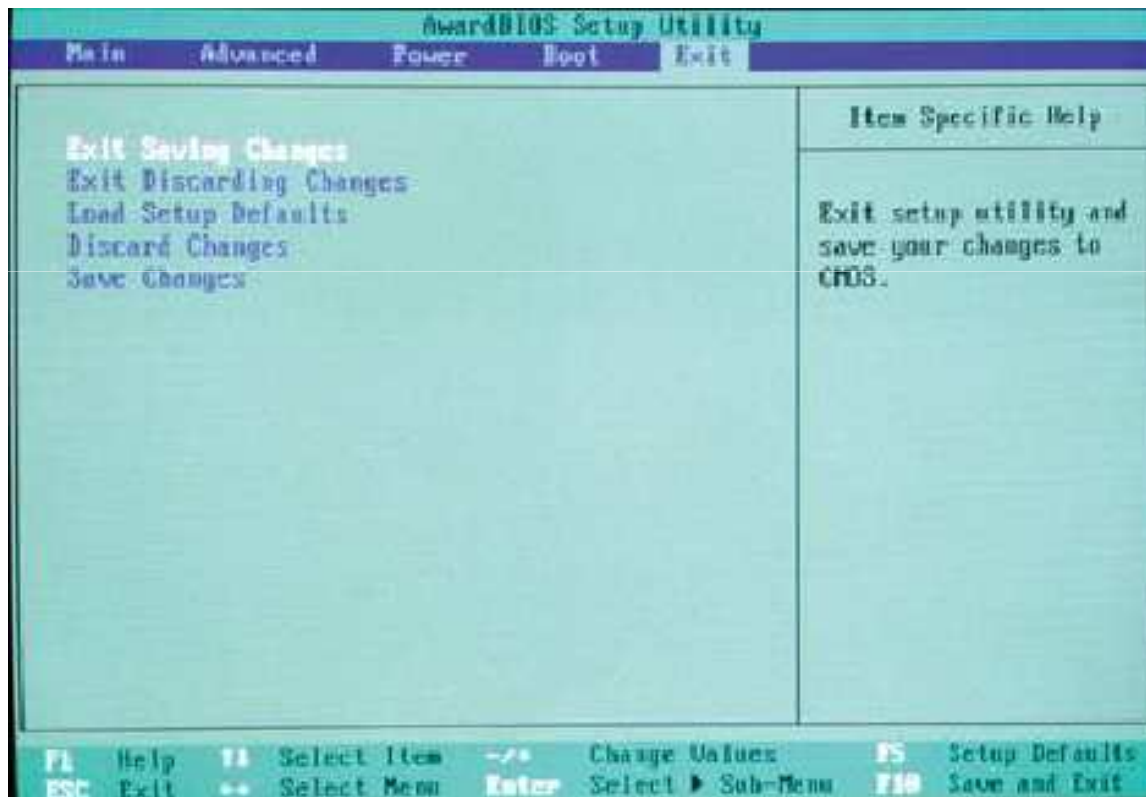 AwardBIOS Setup Utility
Main Advanced Power Boot Exit
Item Specific Help
Exit Saving Changes
Exit Discarding Changes
Load Setup Defaults
Discard Changes
Save Changes
Exit setup utility and
save your changes to
CMOS.
F1 Help ↑↓ Select Item -/+ Change Values F5 Setup Defaults
ESC Exit ↔ Select Menu Enter Select ▶ Sub-Menu F10 Save and Exit